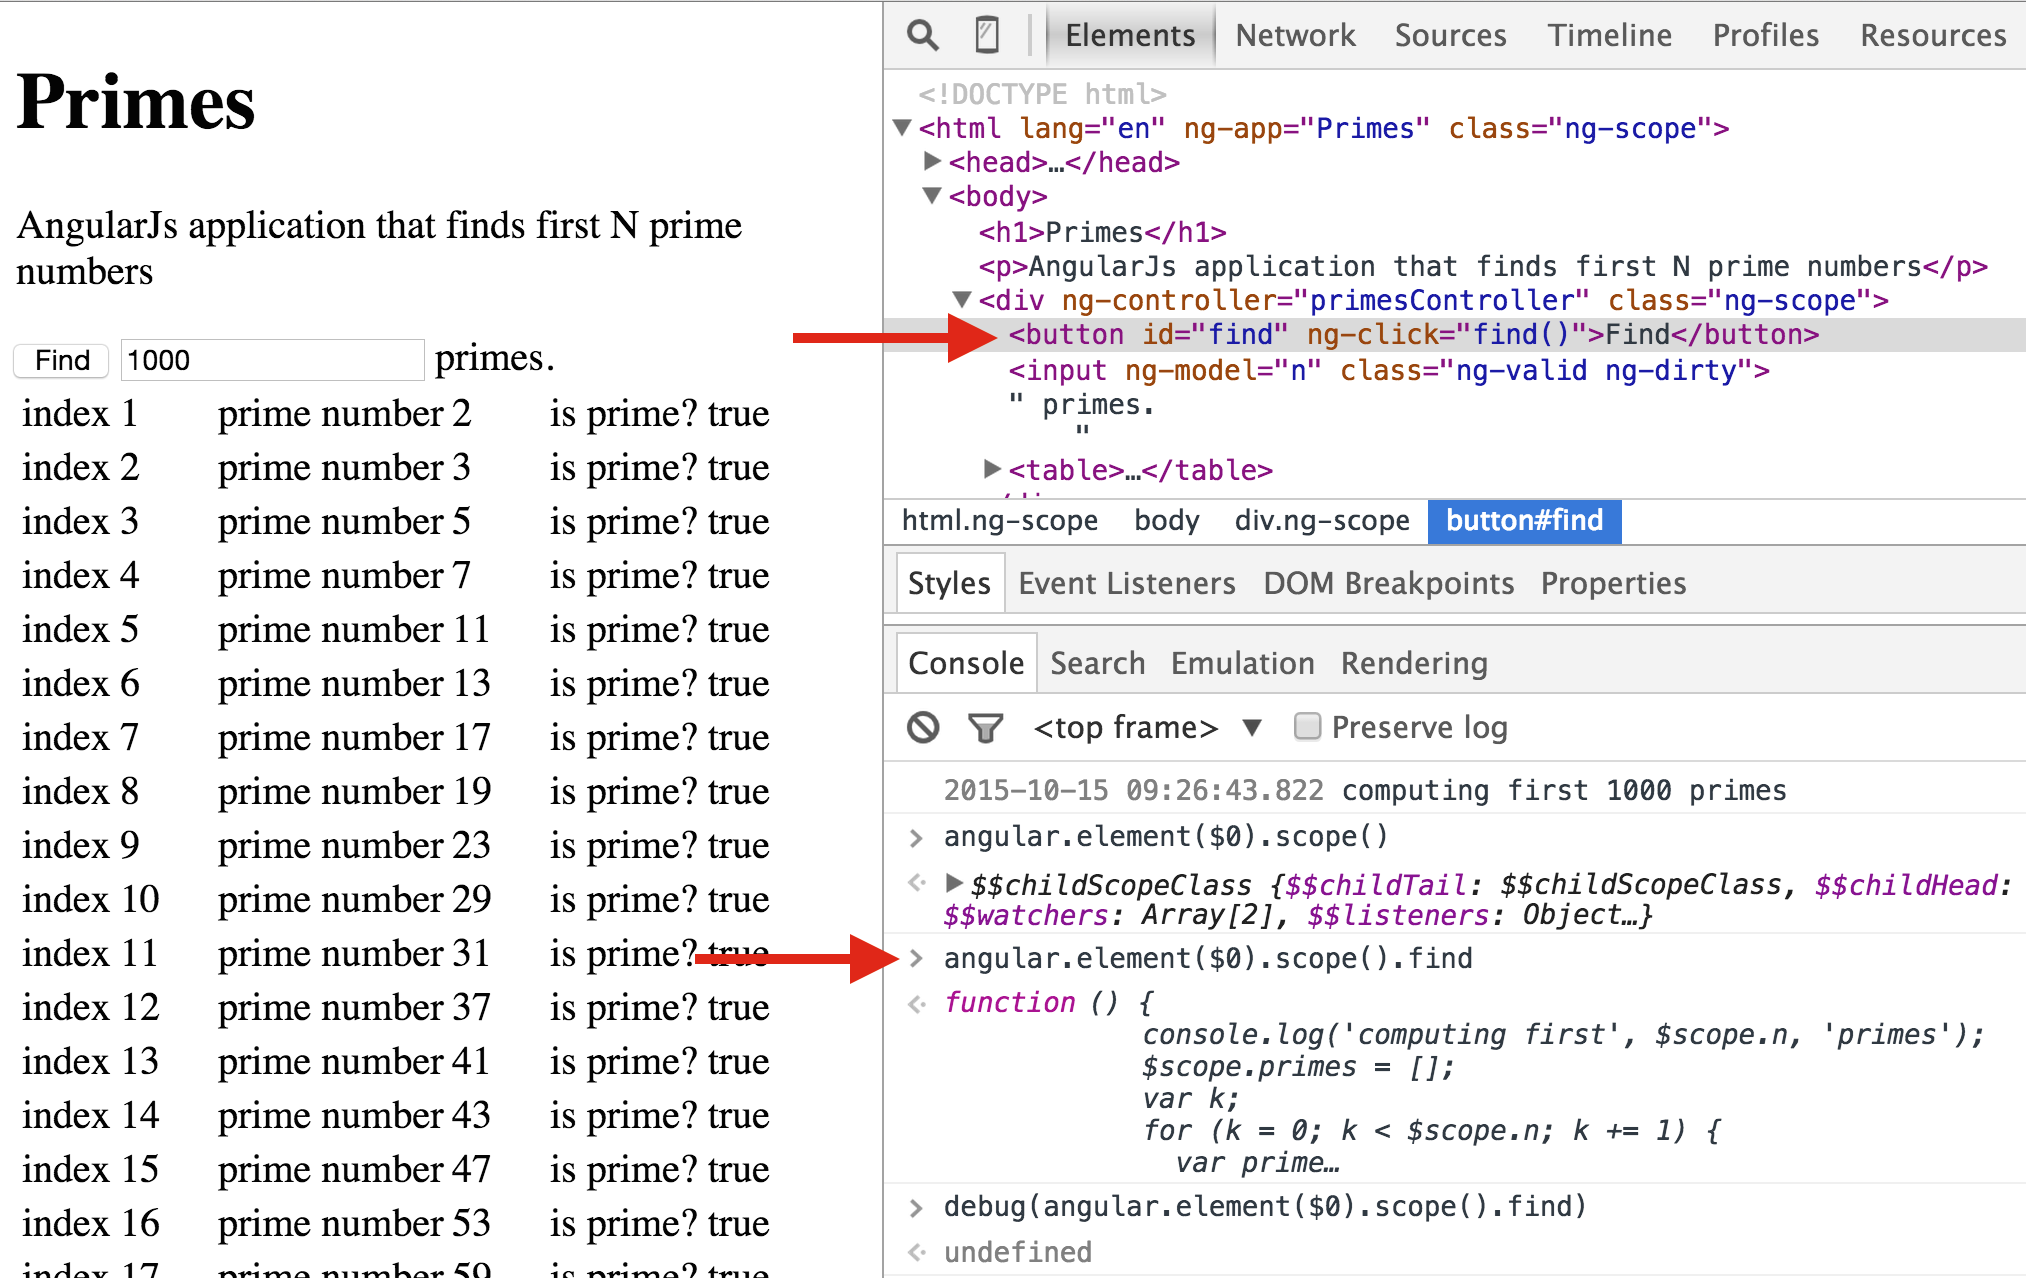 Primes
AngularJs application that finds first N prime
numbers
Find 1000 primes.
index 1 prime number 2 is prime? true
index 2 prime number 3 is prime? true
index 3 prime number 5 is prime? true
index 4 prime number 7 is prime? true
index 5 prime number 11 is prime? true
index 6 prime number 13 is prime? true
index 7 prime number 17 is prime? true
index 8 prime number 19 is prime? true
index 9 prime number 23 is prime? true
index 10 prime number 29 is prime? true
index 11 prime number 31 is prime? true
index 12 prime number 37 is prime? true
index 13 prime number 41 is prime? true
index 14 prime number 43 is prime? true
index 15 prime number 47 is prime? true
index 16 prime number 53 is prime? true
index 17 prime number 59 is prime? true
Elements Network Sources Timeline Profiles Resources
<!DOCTYPE html>
<html lang="en" ng-app="Primes" class="ng-scope">
<head>…</head>
<body>
<h1>Primes</h1>
<p>AngularJs application that finds first N prime numbers</p>
<div ng-controller="primesController" class="ng-scope">
<button id="find" ng-click="find()">Find</button>
<input ng-model="n" class="ng-valid ng-dirty">
" primes.
"
<table>…</table>
html.ng-scope body div.ng-scope button#find
Styles Event Listeners DOM Breakpoints Properties
Console Search Emulation Rendering
<top frame> ▼ Preserve log
2015-10-15 09:26:43.822 computing first 1000 primes
> angular.element($0).scope()
$$childScopeClass {$$childTail: $$childScopeClass, $$childHead:
$$watchers: Array[2], $$listeners: Object…}
> angular.element($0).scope().find
function () {
console.log('computing first', $scope.n, 'primes');
$scope.primes = [];
var k;
for (k = 0; k < $scope.n; k += 1) {
var prime…
> debug(angular.element($0).scope().find)
undefined